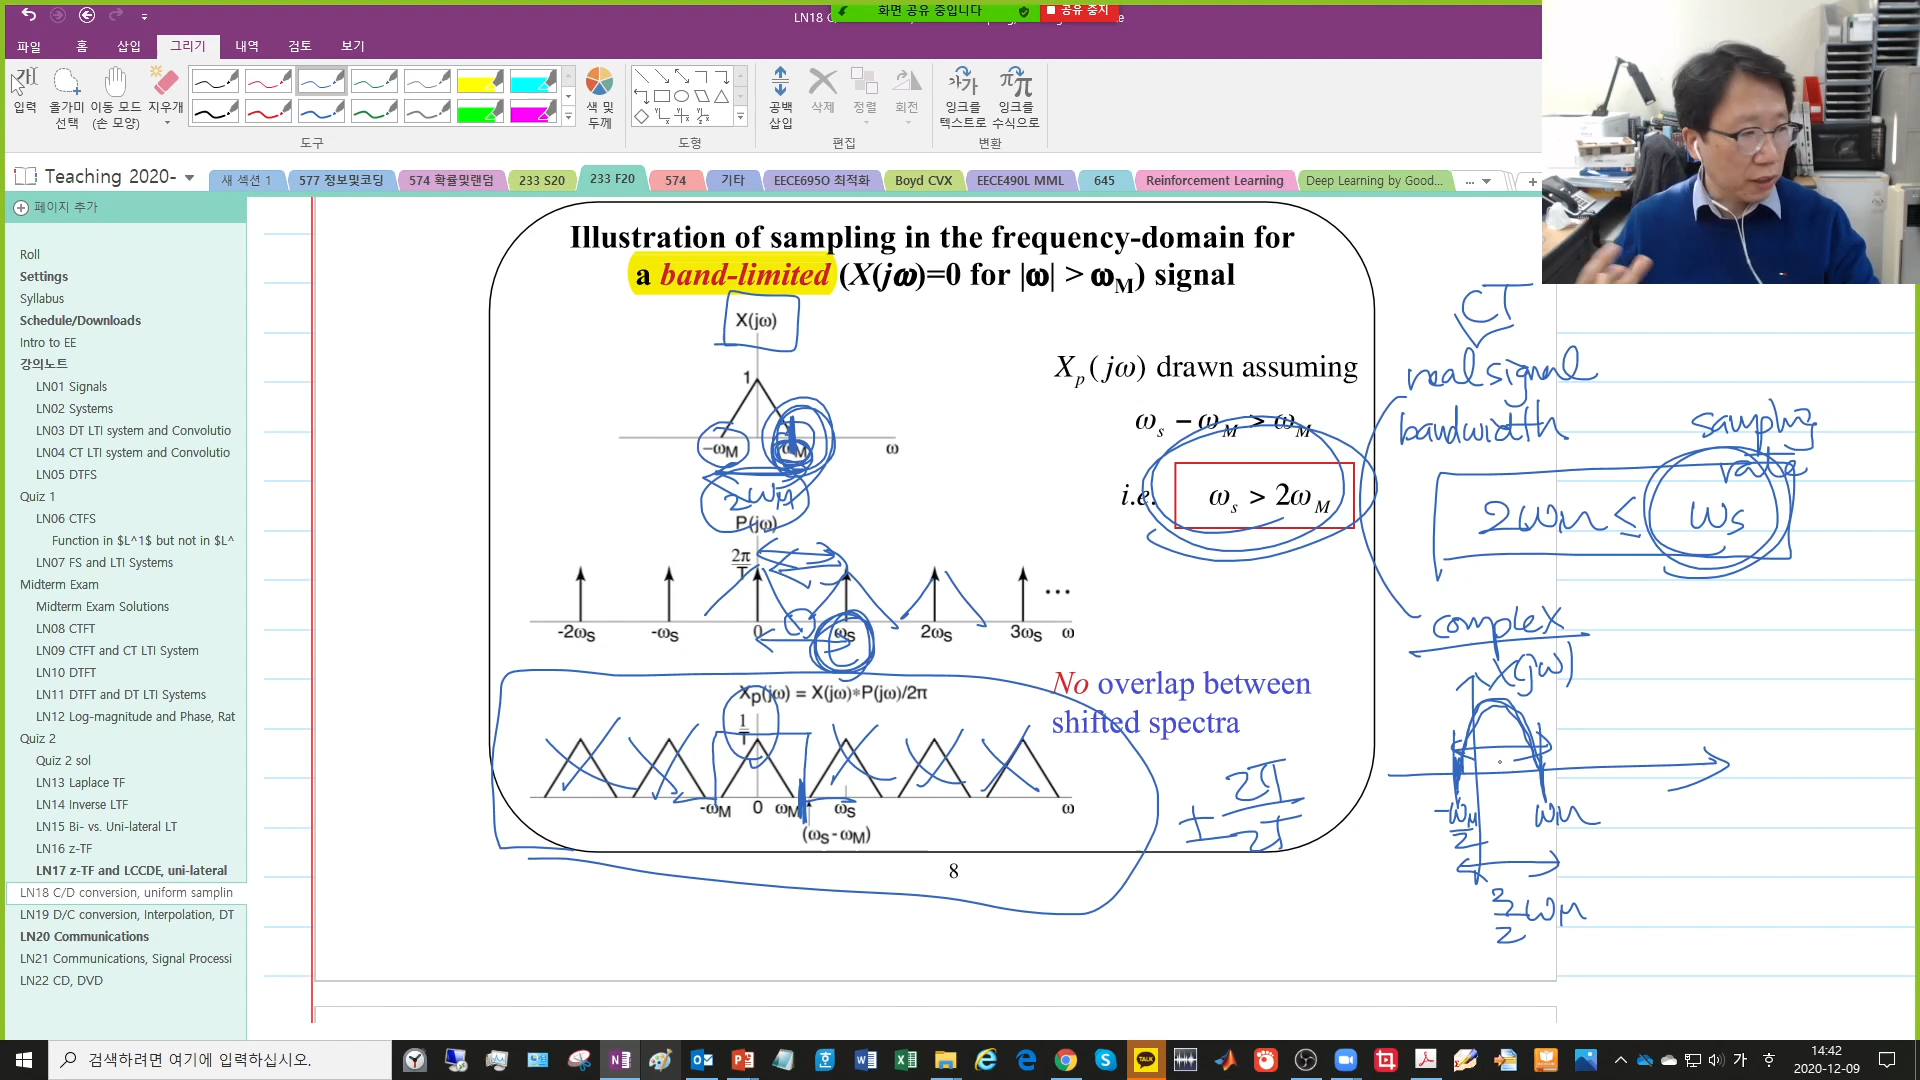 LN18 C
화면 공유 중입니다
공유 중지
파일 홈 삽입 그리기 내역 검토 보기
입력
올가미 선택
이동 모드 (손 모양)
지우개
색 및 두께
공백 삽입
삭제
정렬
회전
잉크를 텍스트로
잉크를 수식으로
도구 도형 편집 변환
Teaching 2020-
새 섹션 1
577 정보및코딩
574 확률및랜덤
233 S20
233 F20
574
기타
EECE695O 최적화
Boyd CVX
EECE490L MML
645
Reinforcement Learning
Deep Learning by Good...
...
페이지 추가
Roll
Settings
Syllabus
Schedule/Downloads
Intro to EE
강의노트
LN01 Signals
LN02 Systems
LN03 DT LTI system and Convolutio
LN04 CT LTI system and Convolutio
LN05 DTFS
Quiz 1
LN06 CTFS
Function in $L^1$ but not in $L^
LN07 FS and LTI Systems
Midterm Exam
Midterm Exam Solutions
LN08 CTFT
LN09 CTFT and CT LTI System
LN10 DTFT
LN11 DTFT and DT LTI Systems
LN12 Log-magnitude and Phase, Rat
Quiz 2
Quiz 2 sol
LN13 Laplace TF
LN14 Inverse LTF
LN15 Bi- vs. Uni-lateral LT
LN16 z-TF
LN17 z-TF and LCCDE, uni-lateral
LN18 C/D conversion, uniform samplin
LN19 D/C conversion, Interpolation, DT
LN20 Communications
LN21 Communications, Signal Processi
LN22 CD, DVD
Illustration of sampling in the frequency-domain for
a band-limited (X(jω)=0 for |ω| > ωM) signal
X(jω)
1
-ωM ωM ω
2ωM
P(jω)
2π/T
-2ωS -ωS 0 ωS 2ωS 3ωS ω
...
Xp(jω) = X(jω)*P(jω)/2π
1/T
-ωM 0 ωM ωS ω
(ωS-ωM)
Xp(jω) drawn assuming
ωs − ωM > ωM
i.e. ωs > 2ωM
No overlap between
shifted spectra
± 2π/2T
8
CT
real signal
bandwidth
sampling
rate
2ωM ≤ ωs
complex
X(jω)
-ωM/2 ωM
3/2 ωM
검색하려면 여기에 입력하십시오.
TALK
가
14:42
2020-12-09